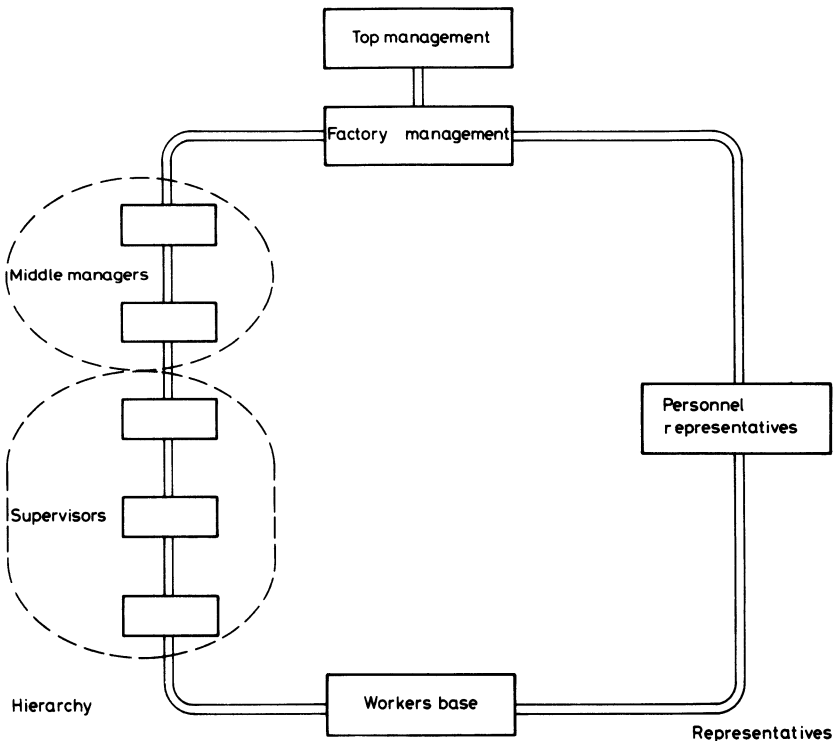 Top management
Factory management
Middle managers
Personnel
representatives
Supervisors
Workers base
Hierarchy
Representatives